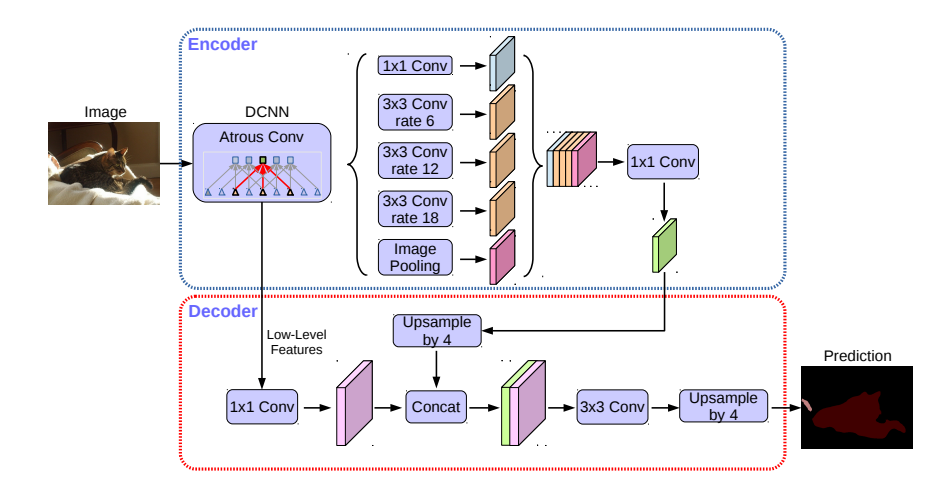 Encoder
Image
DCNN
Atrous Conv
1x1 Conv
3x3 Conv
rate 6
3x3 Conv
rate 12
3x3 Conv
rate 18
Image
Pooling
1x1 Conv
Decoder
Low-Level
Features
Upsample
by 4
1x1 Conv
Concat
3x3 Conv
Upsample
by 4
Prediction